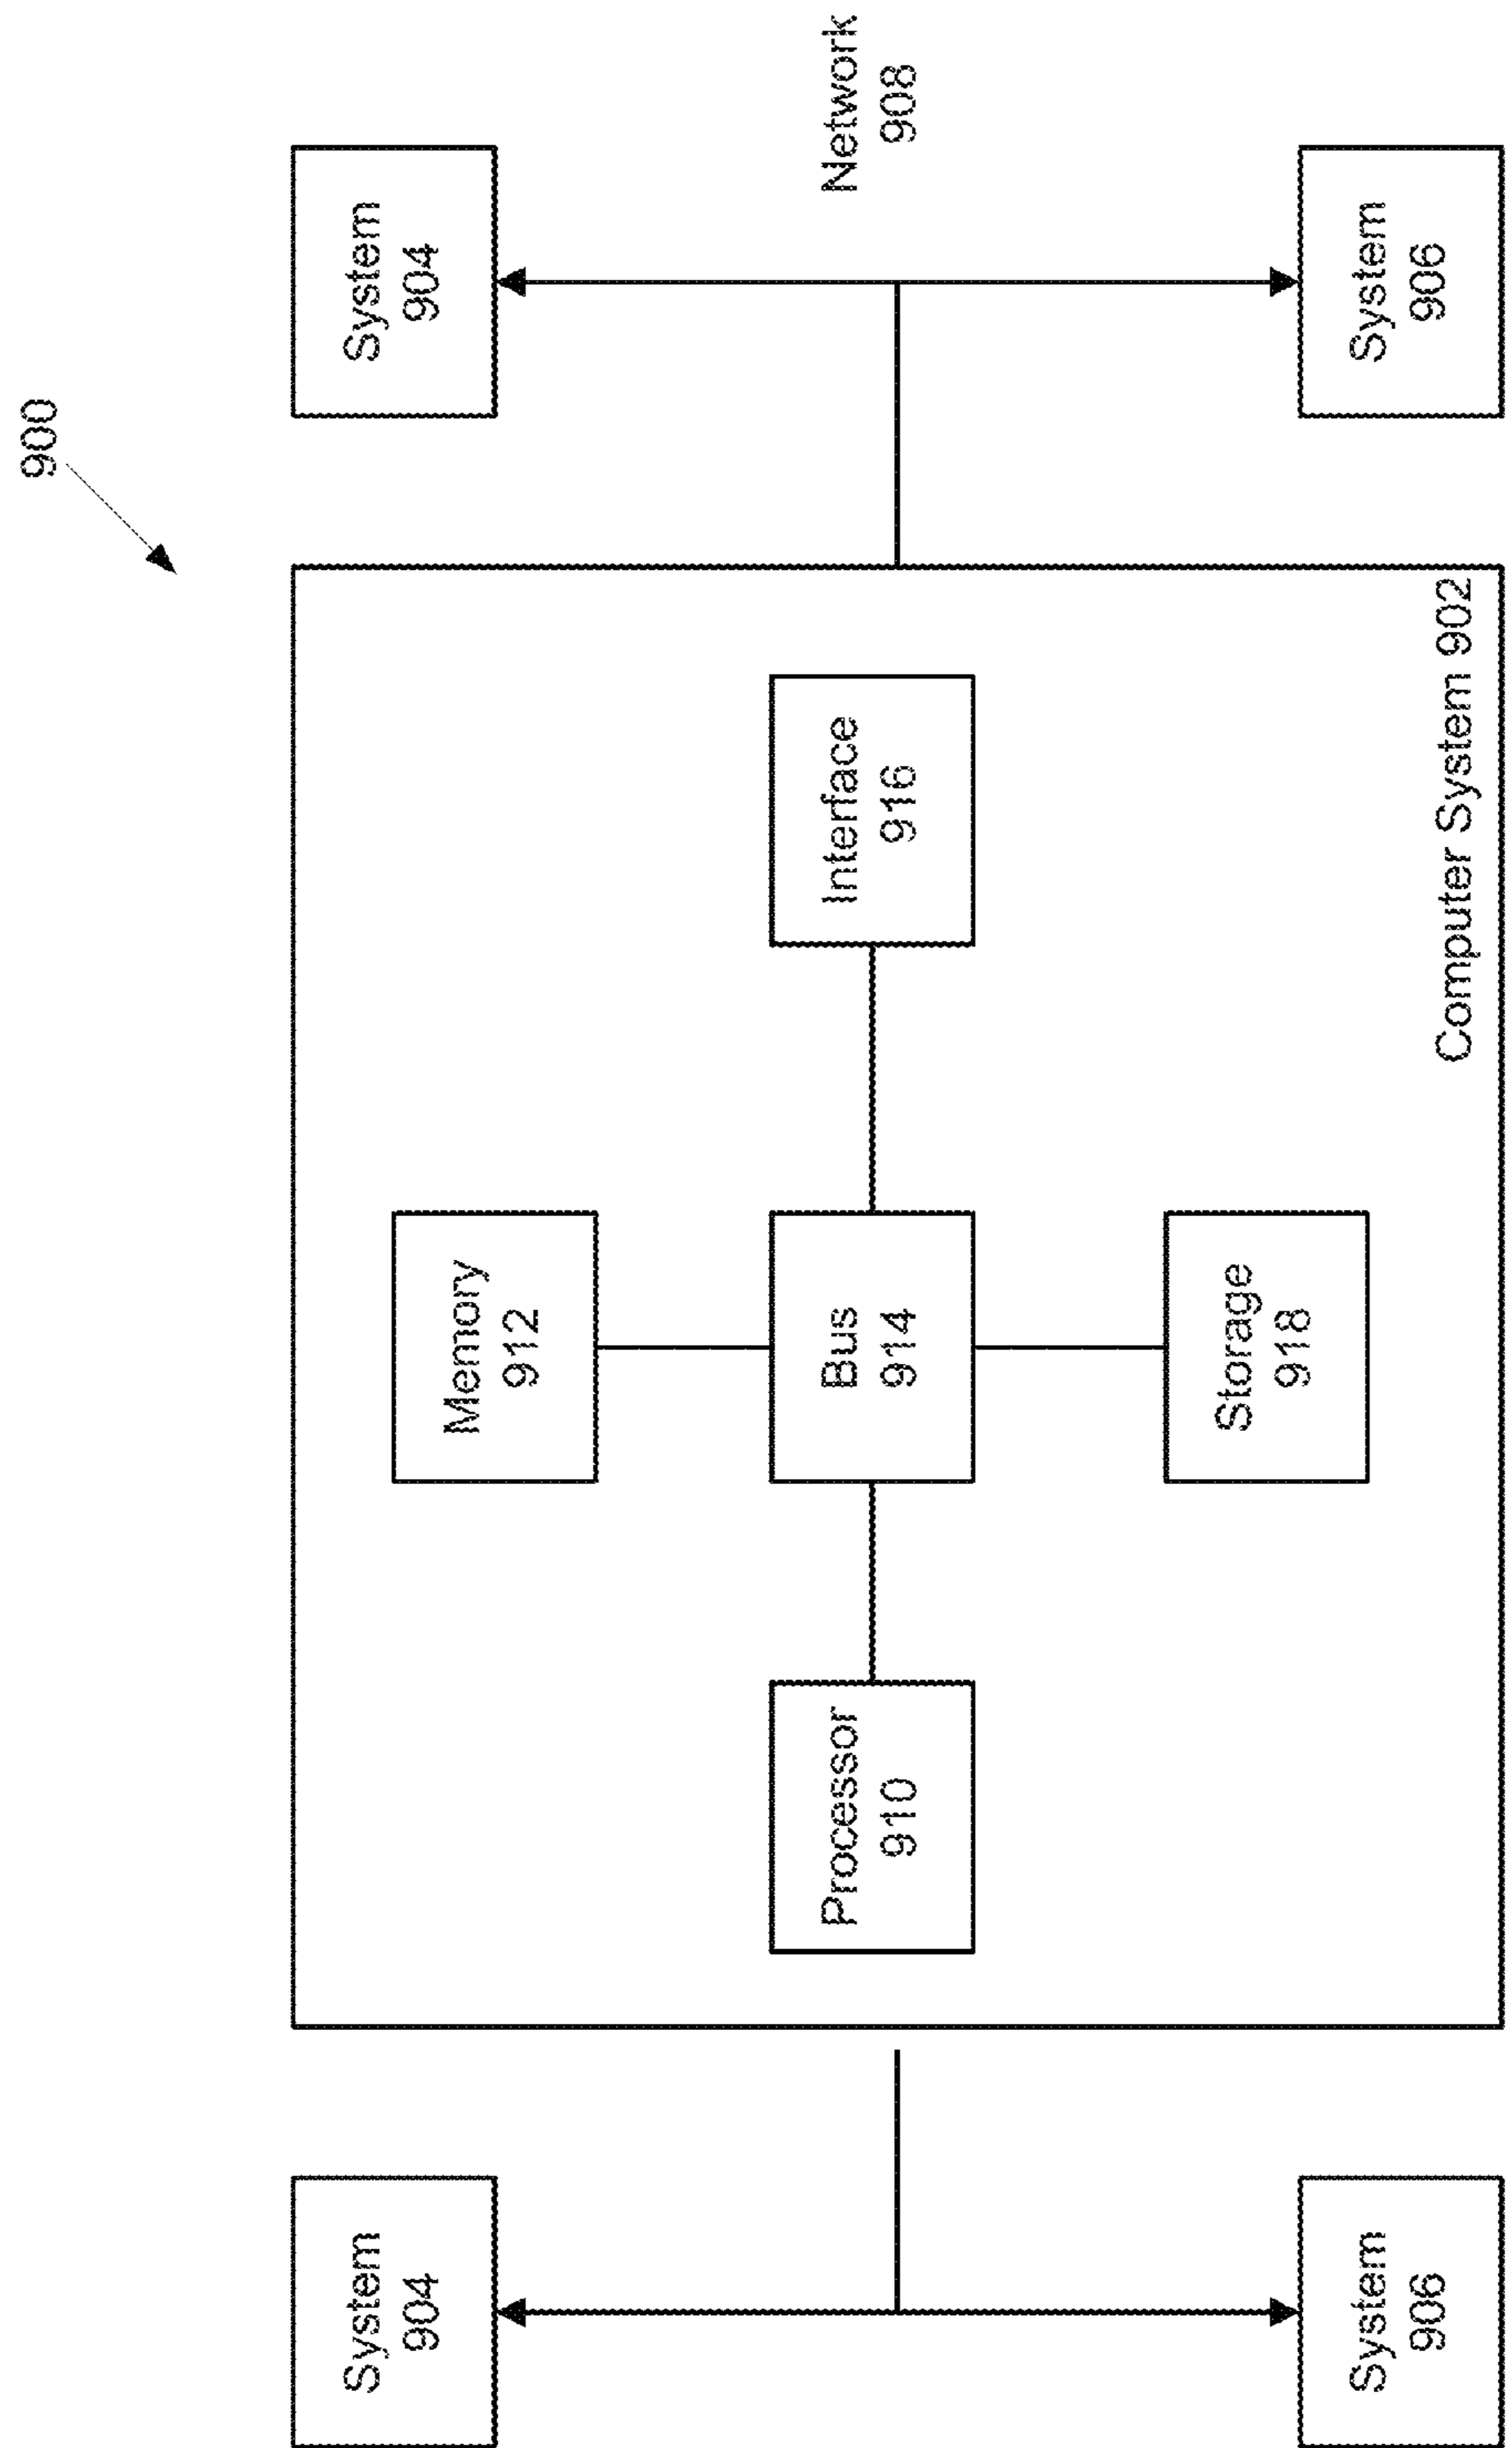 900
System
904
System
904
Memory
912
Processor
910
Bus
914
Interface
916
Network
908
Storage
918
Computer System 902
System
906
System
906